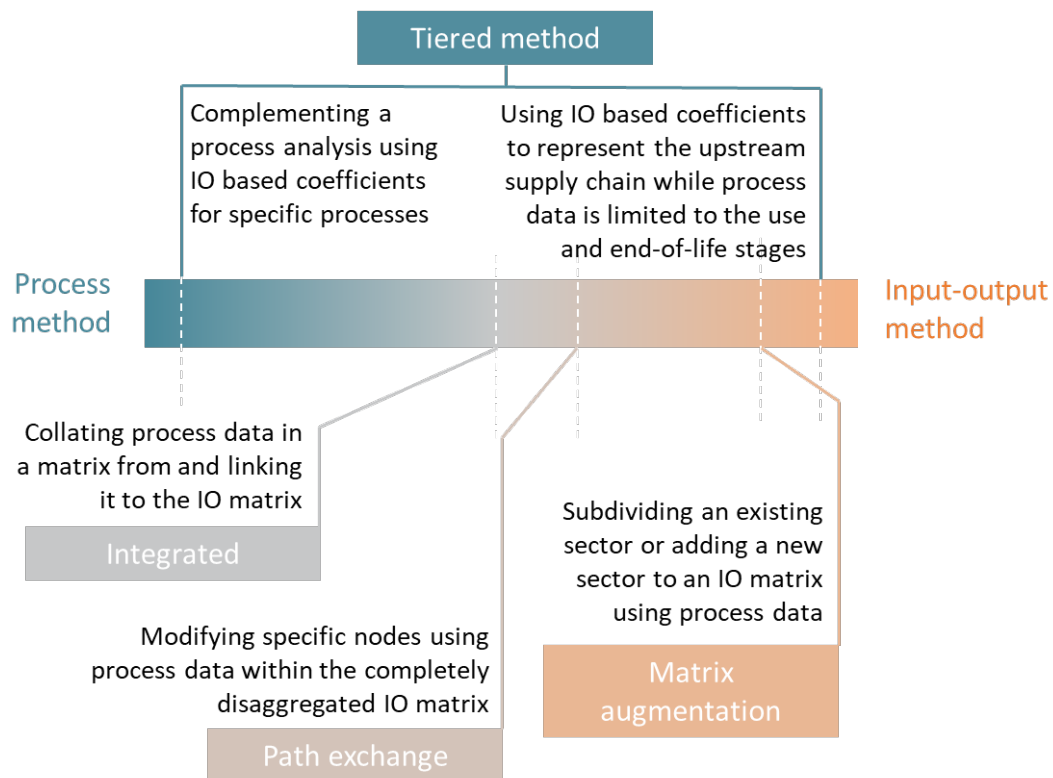 Tiered method
Complementing a
process analysis using
IO based coefficients
for specific processes
Using IO based coefficients
to represent the upstream
supply chain while process
data is limited to the use
and end-of-life stages
Process
method
Input-output
method
Collating process data in
a matrix from and linking
it to the IO matrix
Integrated
Modifying specific nodes using
process data within the completely
disaggregated IO matrix
Path exchange
Subdividing an existing
sector or adding a new
sector to an IO matrix
using process data
Matrix
augmentation